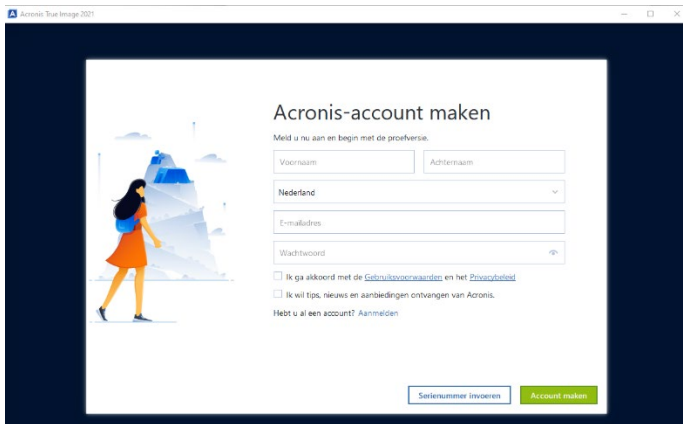 Acronis True Image 2021
Acronis-account maken
Meld u nu aan en begin met de proefversie.
Voornaam Achternaam
Nederland
E-mailadres
Wachtwoord
Ik ga akkoord met de Gebruiksvoorwaarden en het Privacybeleid
Ik wil tips, nieuws en aanbiedingen ontvangen van Acronis.
Hebt u al een account? Aanmelden
Serienummer invoeren Account maken